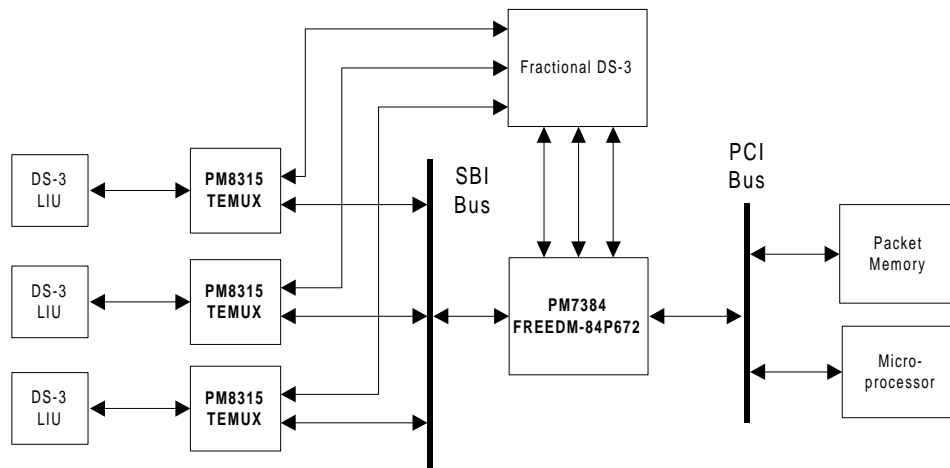 Fractional DS-3
DS-3
LIU
PM8315
TEMUX
SBI
Bus
PCI
Bus
Packet
Memory
DS-3
LIU
PM8315
TEMUX
PM7384
FREEDM-84P672
Micro-
processor
DS-3
LIU
PM8315
TEMUX